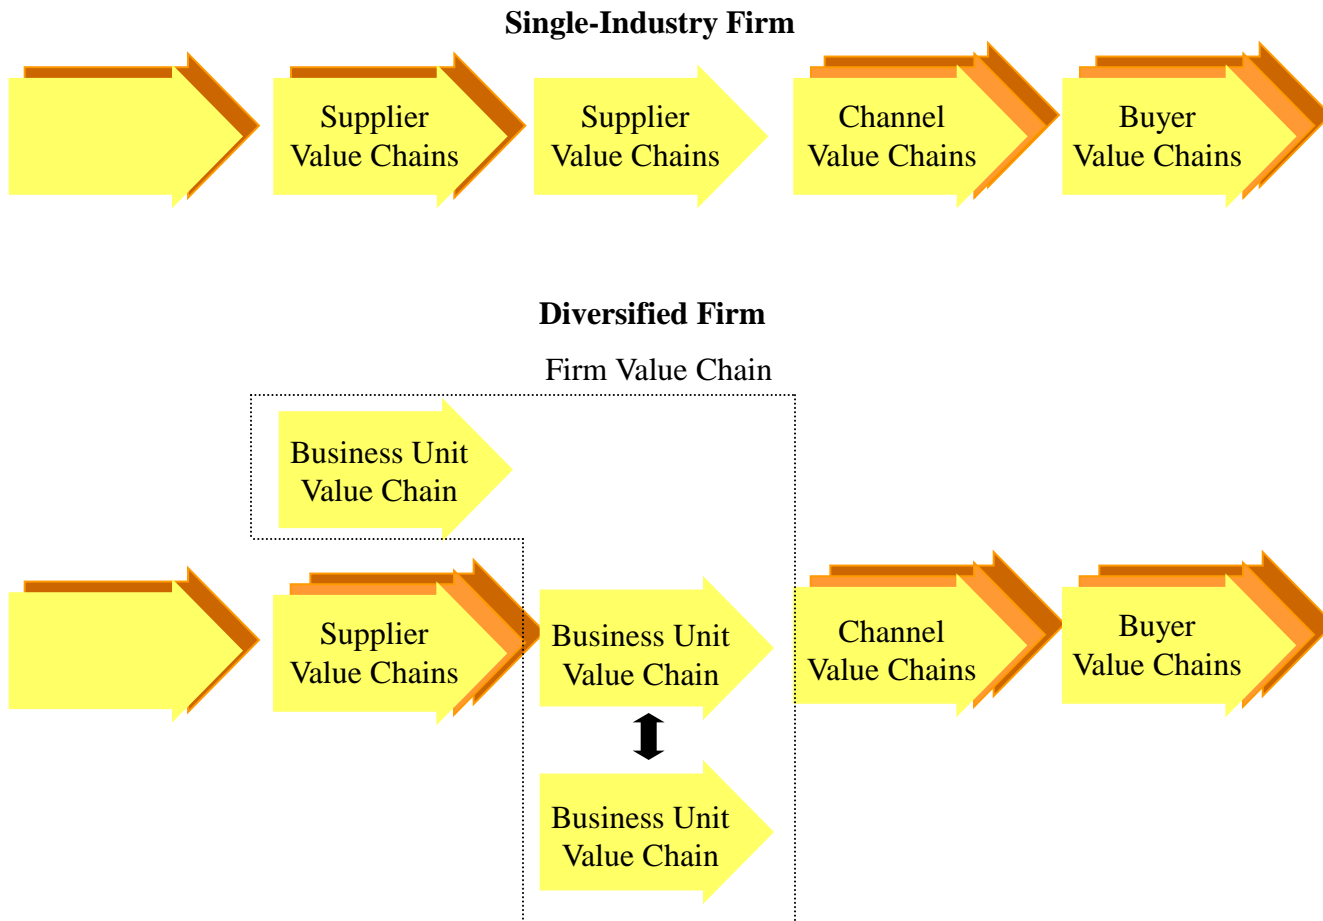 Single-Industry Firm
Supplier
Value Chains
Supplier
Value Chains
Channel
Value Chains
Buyer
Value Chains
Diversified Firm
Firm Value Chain
Business Unit
Value Chain
Supplier
Value Chains
Business Unit
Value Chain
Channel
Value Chains
Buyer
Value Chains
Business Unit
Value Chain